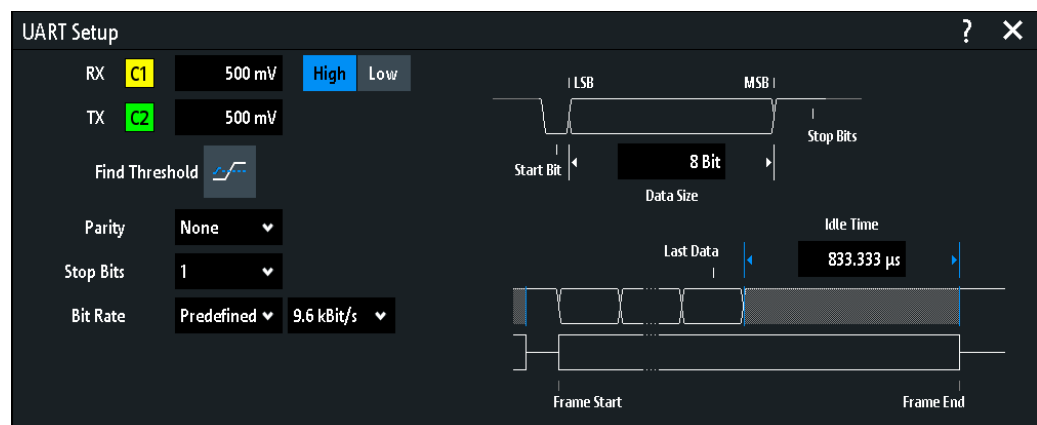 UART Setup ? ✕
RX C1 500 mV High Low
TX C2 500 mV
Find Threshold
Parity None
Stop Bits 1
Bit Rate Predefined 9.6 kBit/s
LSB MSB
Stop Bits
Start Bit 8 Bit
Data Size
Idle Time
Last Data 833.333 µs
Frame Start Frame End